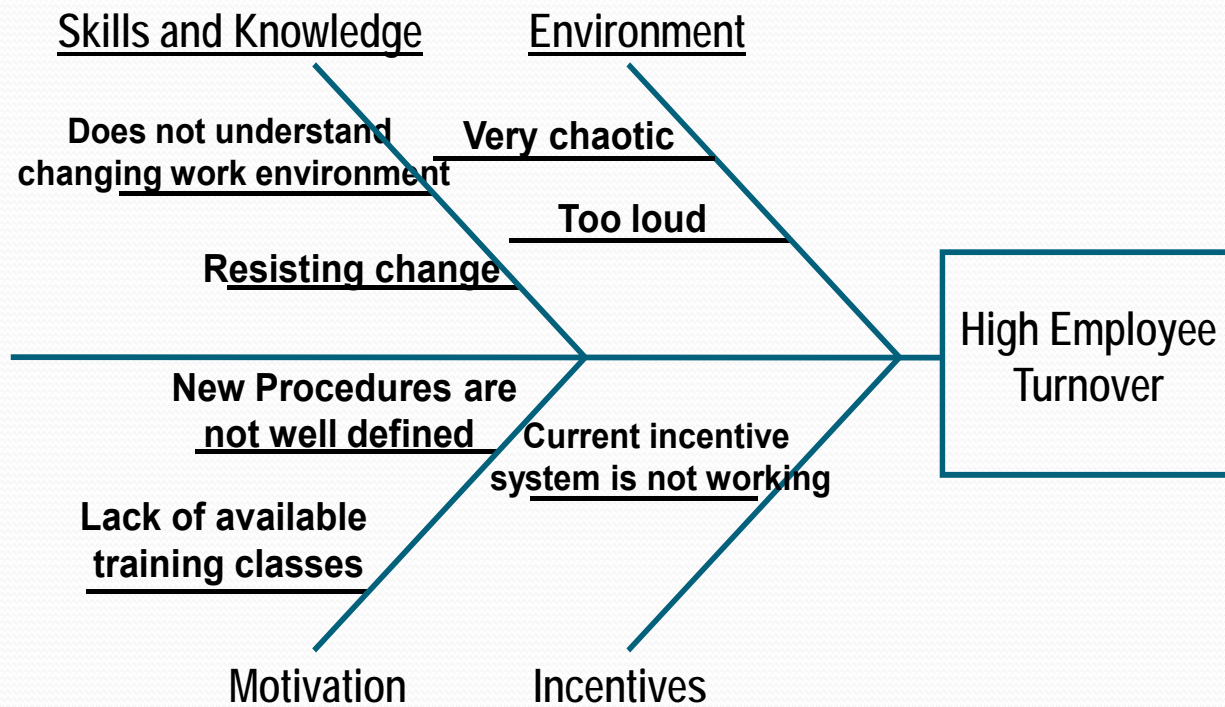 Skills and Knowledge
Environment
Does not understand
changing work environment
Very chaotic
Too loud
Resisting change
High Employee
Turnover
New Procedures are
not well defined
Current incentive
system is not working
Lack of available
training classes
Motivation
Incentives